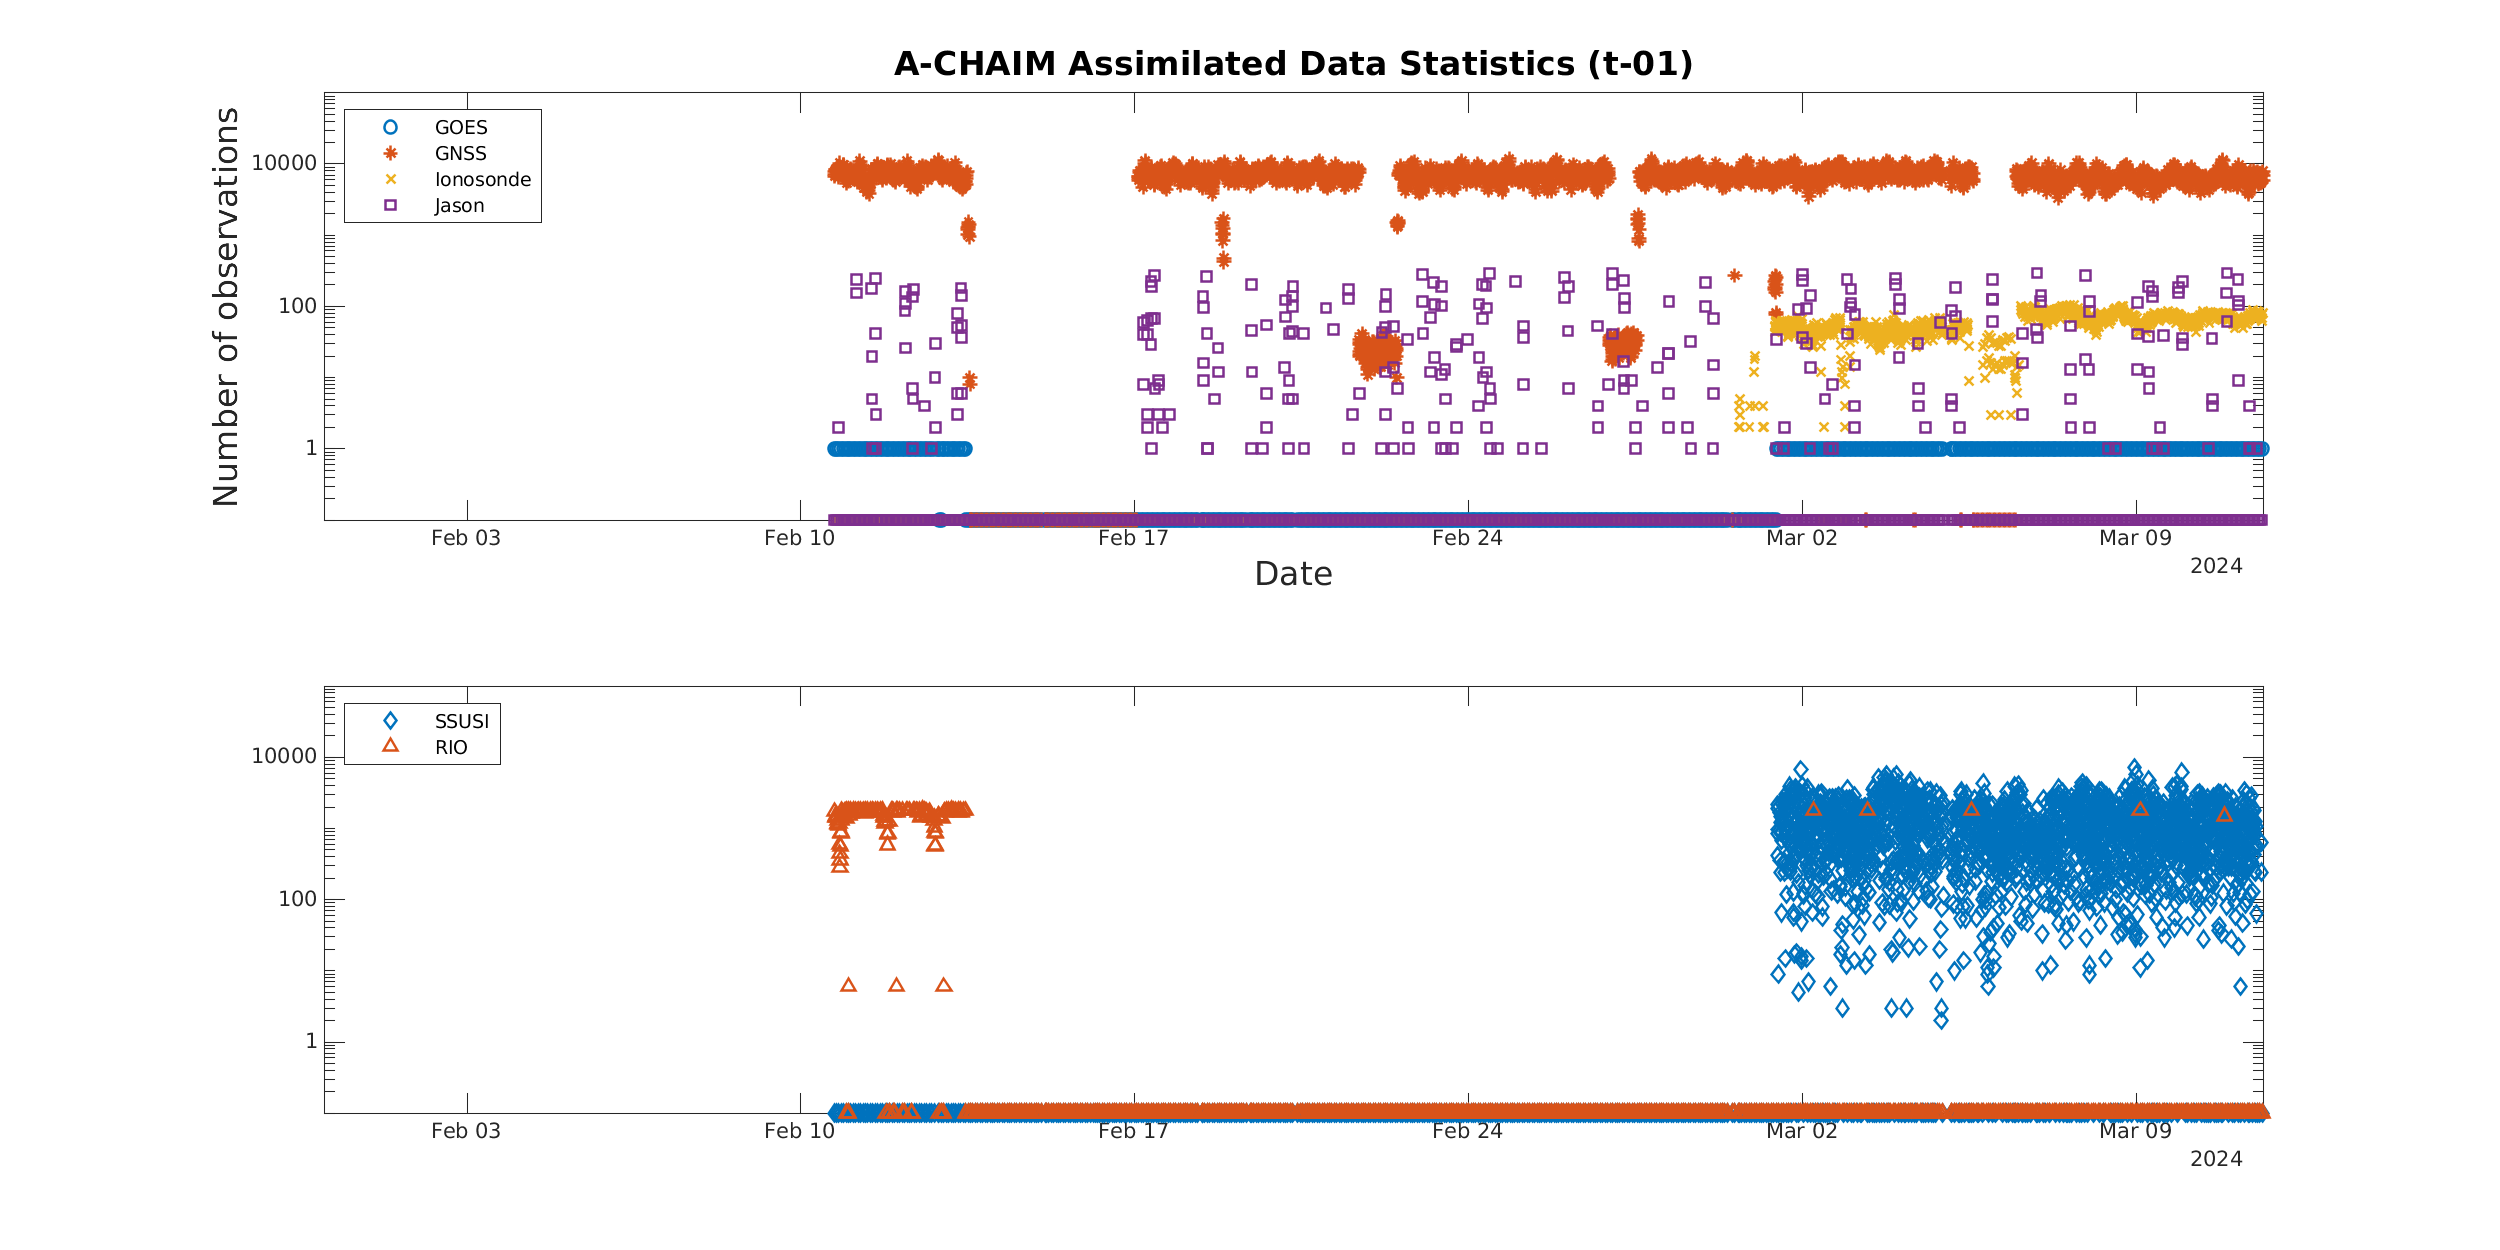 A-CHAIM Assimilated Data Statistics (t-01)
Number of observations
10000
100
1
GOES
GNSS
Ionosonde
Jason
Feb 03
Feb 10
Feb 17
Feb 24
Mar 02
Mar 09
2024
Date
10000
100
1
SSUSI
RIO
Feb 03
Feb 10
Feb 17
Feb 24
Mar 02
Mar 09
2024